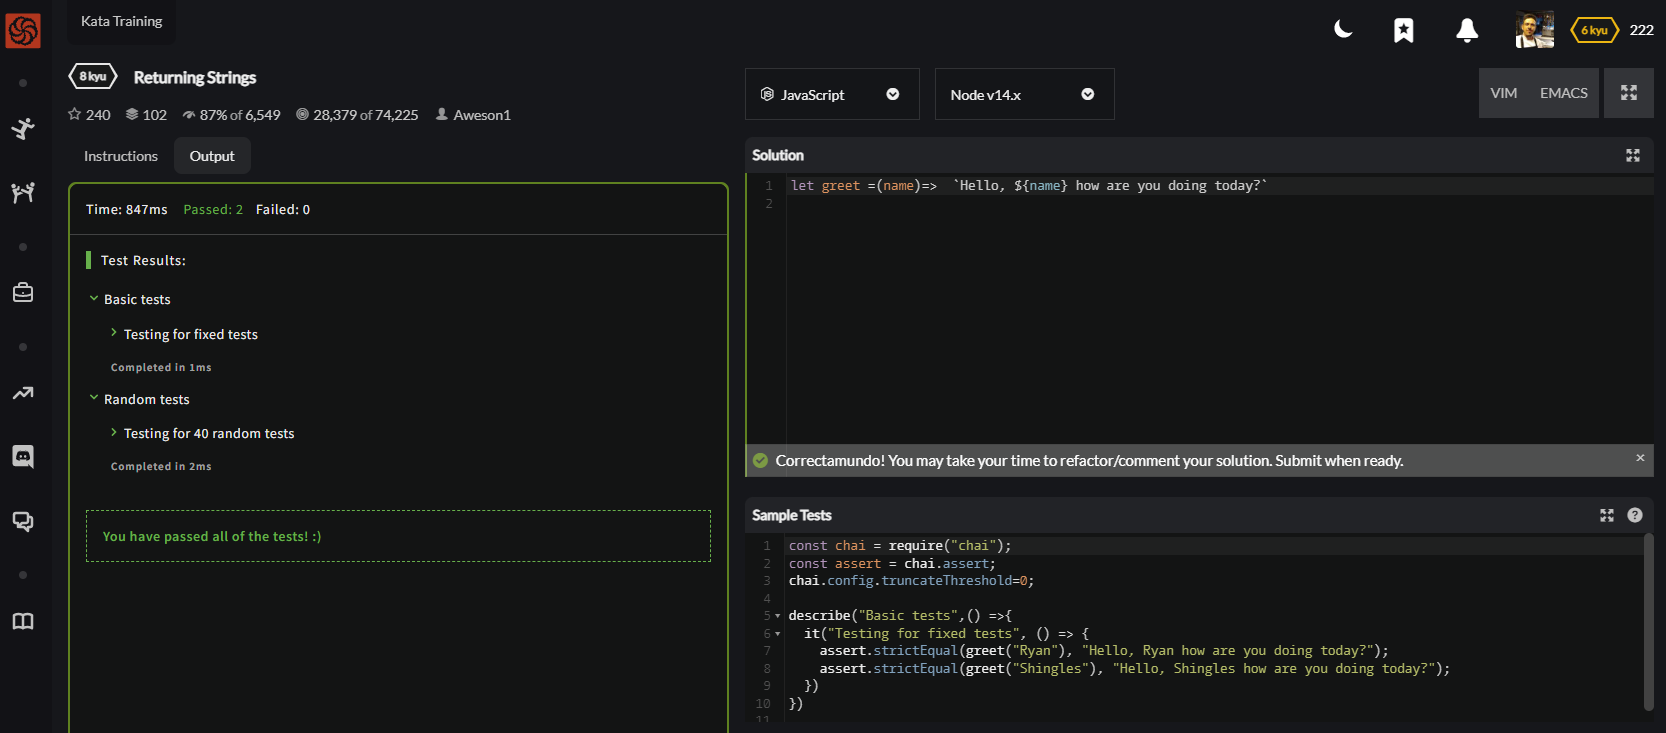 Kata Training
6 kyu 222
8 kyu Returning Strings
240 102 87% of 6,549 28,379 of 74,225 Aweson1
Instructions Output
Time: 847ms Passed: 2 Failed: 0
Test Results:
Basic tests
Testing for fixed tests
Completed in 1ms
Random tests
Testing for 40 random tests
Completed in 2ms
You have passed all of the tests! :)
JavaScript Node v14.x VIM EMACS
Solution
1 let greet =(name)=>  `Hello, ${name} how are you doing today?`
2
Correctamundo! You may take your time to refactor/comment your solution. Submit when ready. ×
Sample Tests ?
1 const chai = require("chai");
2 const assert = chai.assert;
3 chai.config.truncateThreshold=0;
4
5 describe("Basic tests",() =>{
6   it("Testing for fixed tests", () => {
7     assert.strictEqual(greet("Ryan"), "Hello, Ryan how are you doing today?");
8     assert.strictEqual(greet("Shingles"), "Hello, Shingles how are you doing today?");
9   })
10 })
11